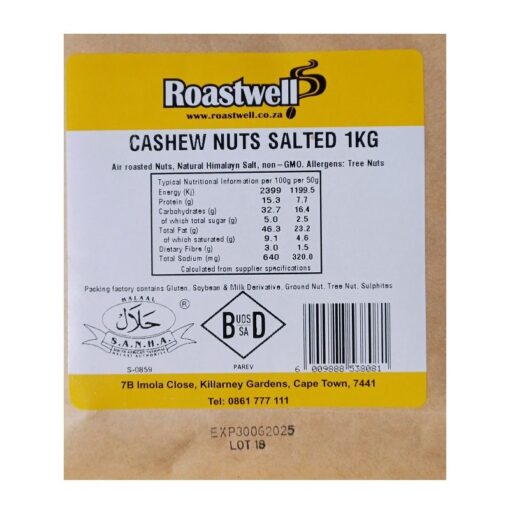 Roastwell
www.roastwell.co.za
CASHEW NUTS SALTED 1KG
Air roasted Nuts, Natural Himalayn Salt, non-GMO. Allergens: Tree Nuts
Typical Nutritional Information per 100g per 50g
Energy (Kj) 2399 1199.5
Protein (g) 15.3 7.7
Carbohydrates (g) 32.7 16.4
of which total sugar (g) 5.0 2.5
Total Fat (g) 46.3 23.2
of which saturated (g) 9.1 4.6
Dietary Fibre (g) 3.0 1.5
Total Sodium (mg) 640 320.0
Calculated from supplier specifications
Packing factory contains Gluten, Soybean & Milk Derivative, Ground Nut, Tree Nut, Sulphites
HALAAL
®
حلال
S.A.N.H.A.
SOUTH AFRICAN NATIONAL
HALAAL AUTHORITY
S-0859
BUOSD
SA
PAREV
6 009888 538081
7B Imola Close, Killarney Gardens, Cape Town, 7441
Tel: 0861 777 111
EXP30062025
LOT 18